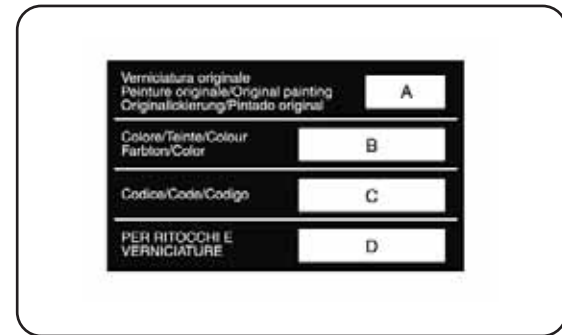 Verniciatura originale
Peinture originale/Original painting
Originallckierung/Pintado original
A
Colore/Teinte/Colour
Farbton/Color
B
Codice/Code/Codigo
C
PER RITOCCHI E
VERNICIATURE
D